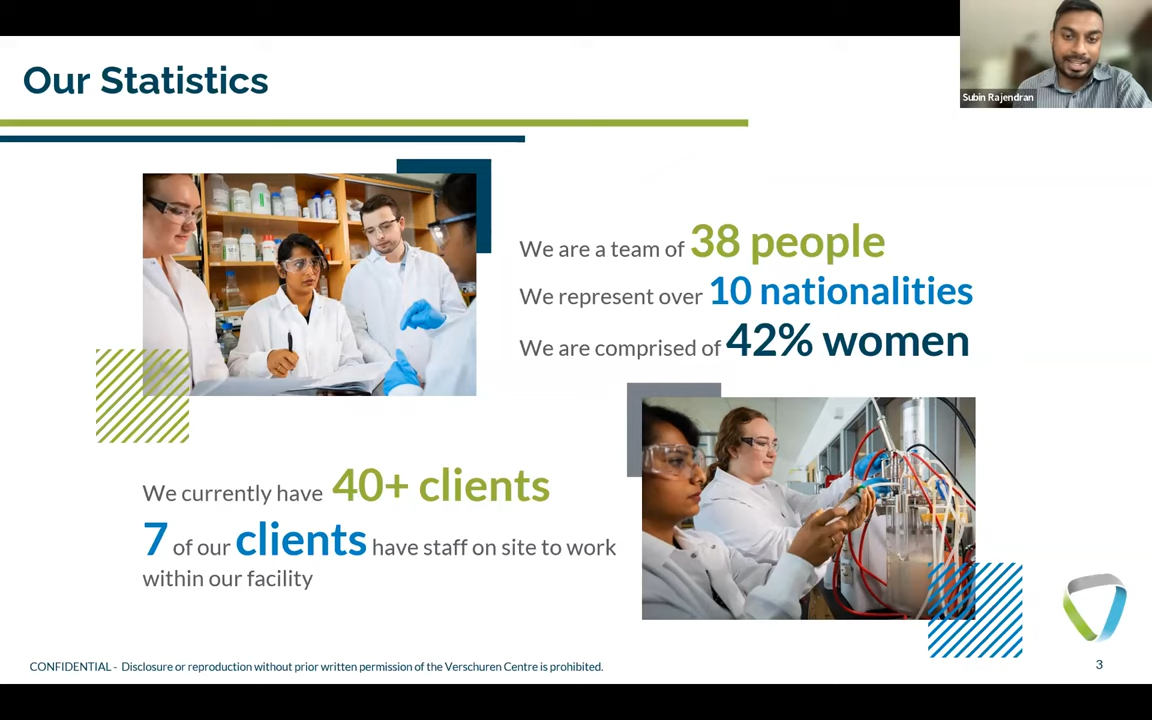 Our Statistics
Subin Rajendran
We are a team of 38 people
We represent over 10 nationalities
We are comprised of 42% women
We currently have 40+ clients
7 of our clients have staff on site to work
within our facility
CONFIDENTIAL - Disclosure or reproduction without prior written permission of the Verschuren Centre is prohibited.
3